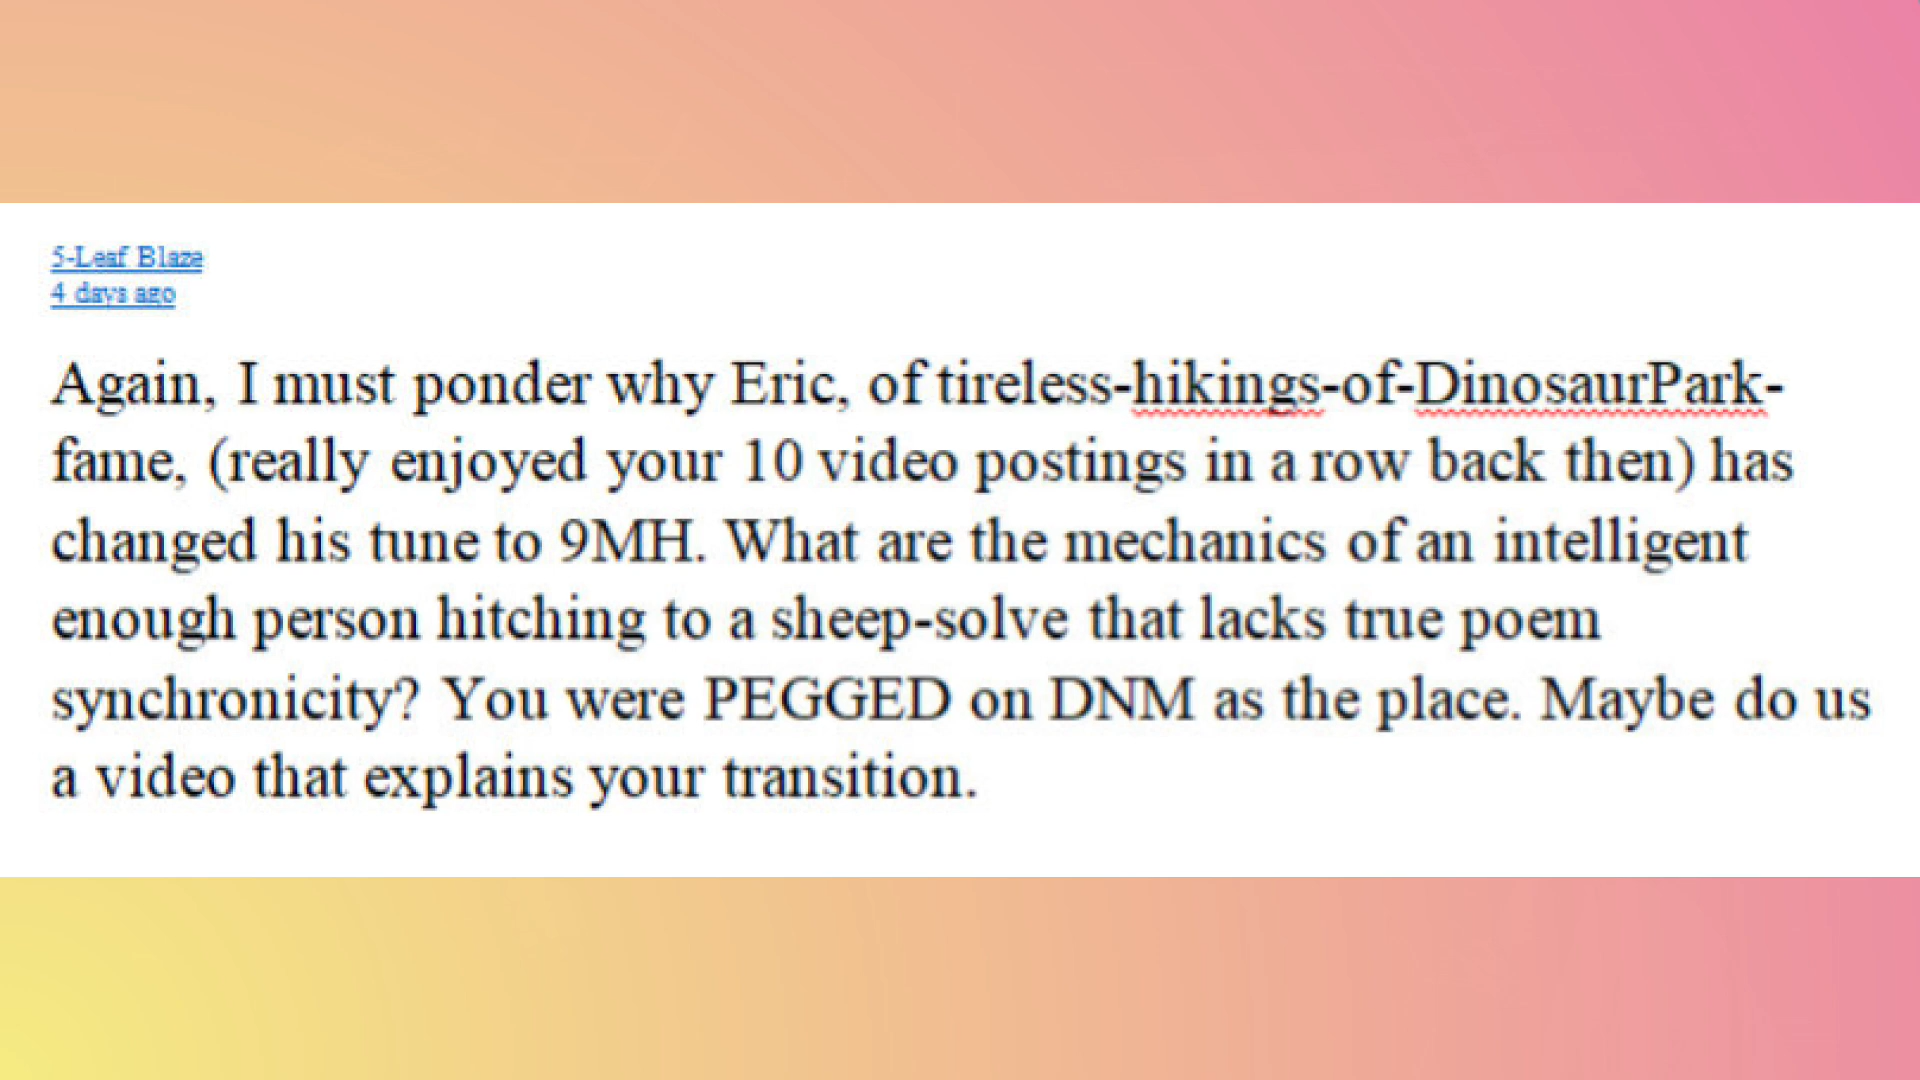 5-Leaf Blaze
4 days ago
Again, I must ponder why Eric, of tireless-hikings-of-DinosaurPark-
fame, (really enjoyed your 10 video postings in a row back then) has
changed his tune to 9MH. What are the mechanics of an intelligent
enough person hitching to a sheep-solve that lacks true poem
synchronicity? You were PEGGED on DNM as the place. Maybe do us
a video that explains your transition.